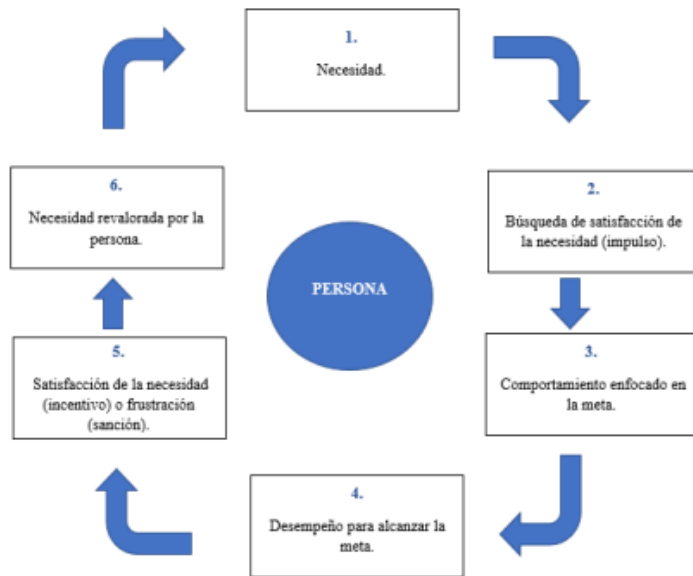 1.
Necesidad.
2.
Búsqueda de satisfacción de
la necesidad (impulso).
3.
Comportamiento enfocado en
la meta.
4.
Desempeño para alcanzar la
meta.
5.
Satisfacción de la necesidad
(incentivo) o frustración
(sanción).
6.
Necesidad revalorada por la
persona.
PERSONA